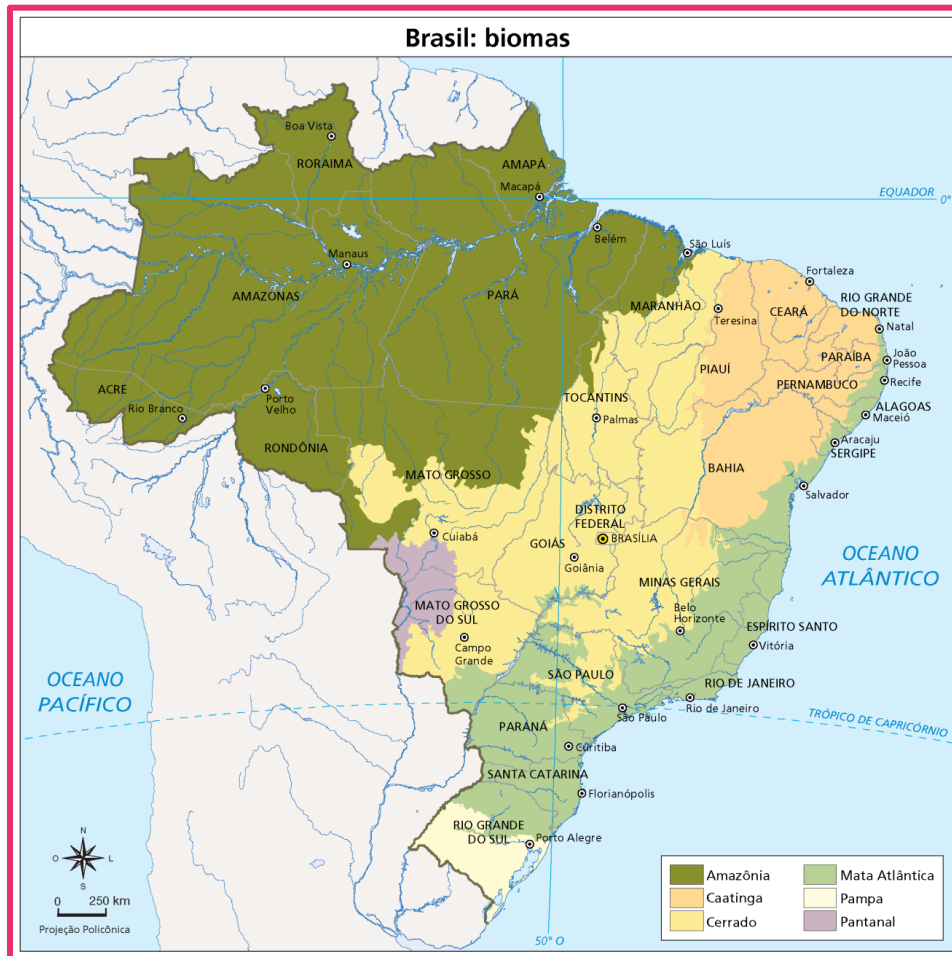 Brasil: biomas
Boa Vista
RORAIMA
AMAPÁ
Macapá
EQUADOR
0°
Belém
São Luís
Manaus
Fortaleza
AMAZONAS
PARÁ
MARANHÃO
Teresina
CEARÁ
RIO GRANDE
DO NORTE
Natal
João
Pessoa
PARAÍBA
PIAUÍ
PERNAMBUCO
Recife
ACRE
Rio Branco
Porto
Velho
TOCANTINS
Palmas
ALAGOAS
Maceió
Aracaju
SERGIPE
RONDÔNIA
MATO GROSSO
BAHIA
Salvador
DISTRITO
FEDERAL
BRASÍLIA
Cuiabá
GOIÁS
Goiânia
OCEANO
ATLÂNTICO
MINAS GERAIS
MATO GROSSO
DO SUL
Belo
Horizonte
ESPÍRITO SANTO
Vitória
Campo
Grande
OCEANO
PACÍFICO
SÃO PAULO
RIO DE JANEIRO
Rio de Janeiro
São Paulo
TRÓPICO DE CAPRICÓRNIO
PARANÁ
Curitiba
SANTA CATARINA
Florianópolis
RIO GRANDE
DO SUL
Porto Alegre
N
O
L
S
0
250 km
Projeção Policônica
50° O
Amazônia
Caatinga
Cerrado
Mata Atlântica
Pampa
Pantanal